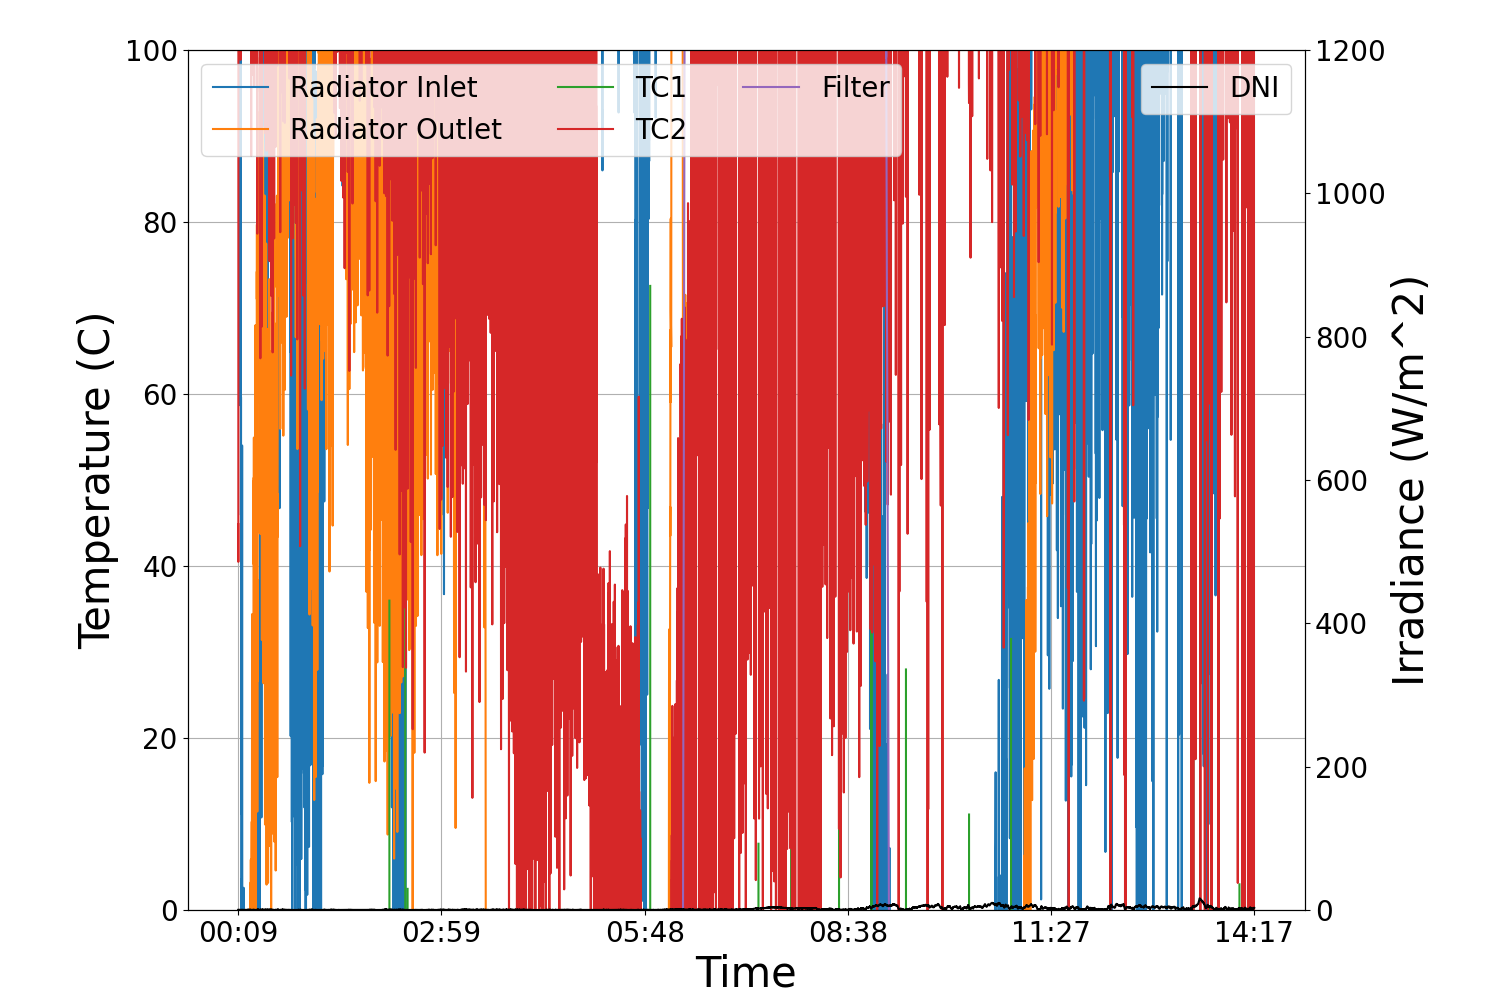 Radiator Inlet
Radiator Outlet
TC1
TC2
Filter
DNI
Temperature (C)
100
80
60
40
20
0
Irradiance (W/m^2)
1200
1000
800
600
400
200
0
00:09 02:59 05:48 08:38 11:27 14:17
Time